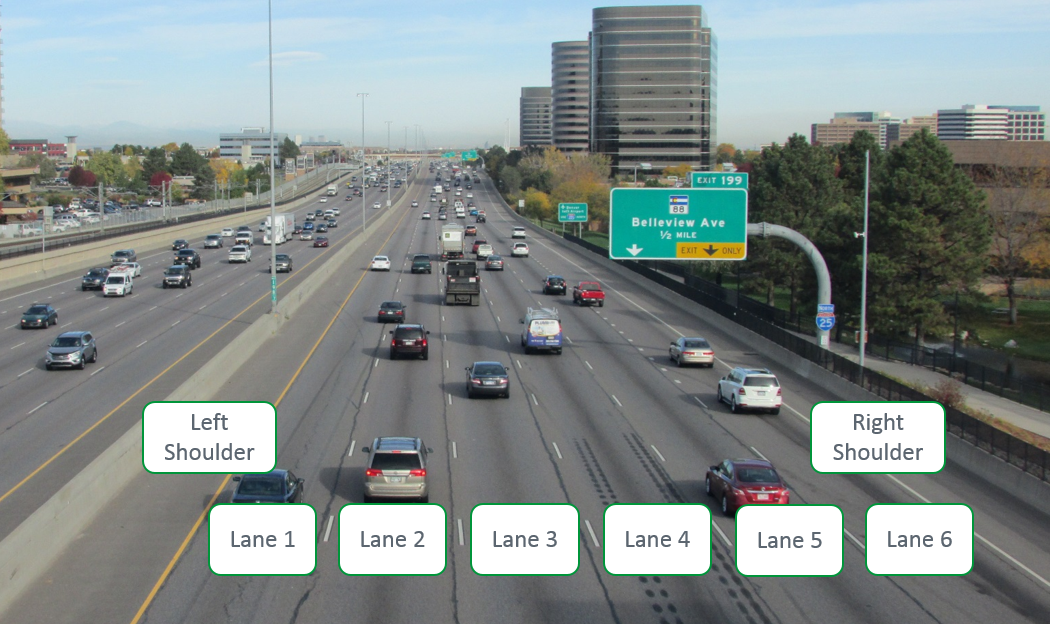 EXIT 199
88
Belleview Ave
½ MILE
EXIT ONLY
NORTH
25
Left
Shoulder
Right
Shoulder
Lane 1
Lane 2
Lane 3
Lane 4
Lane 5
Lane 6